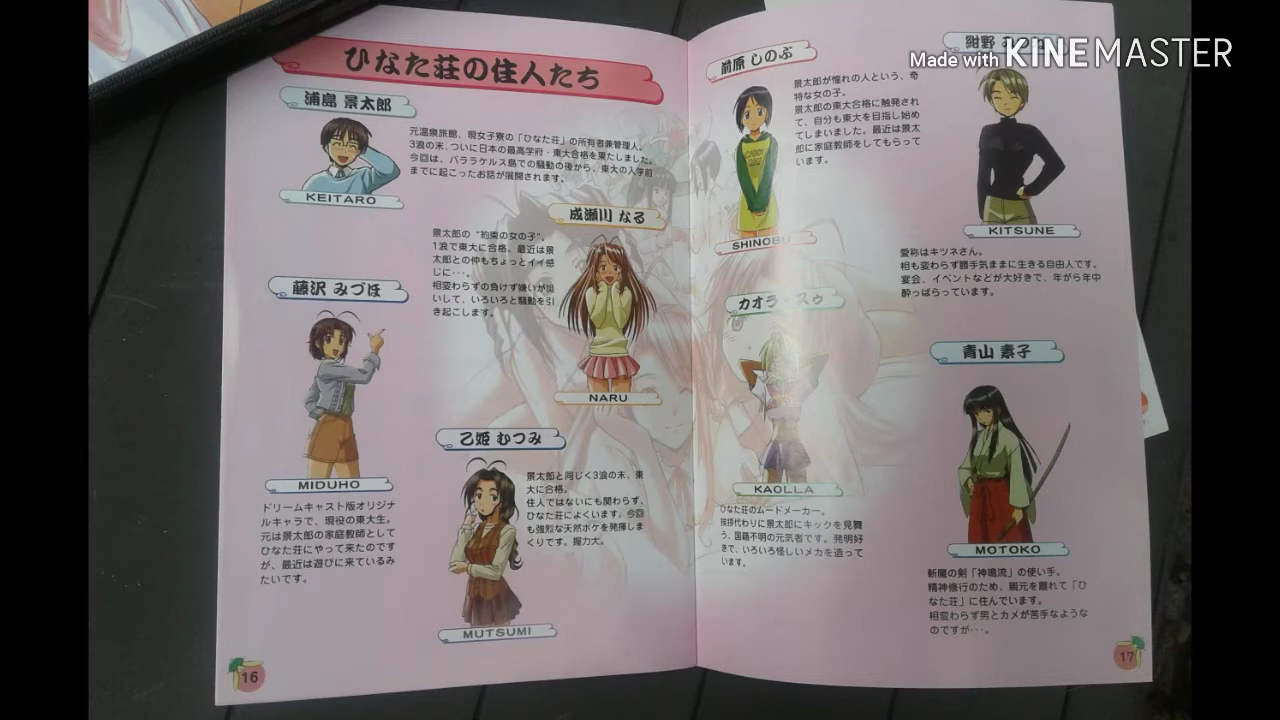 Made with KINEMASTER
ひなた荘の住人たち
浦島 景太郎
KEITARO
元温泉旅館、現女子寮の「ひなた荘」の所有者兼管理人。
3浪の末、ついに日本の最高学府・東大合格を果たしました。
今回は、パララケルス島での騒動の後から、東大の入学前
までに起こったお話が展開されます。
成瀬川 なる
景太郎の“約束の女の子”。
1浪で東大に合格。最近は景
太郎との仲もちょっとイイ感
じに・・・。
相変わらずの負けず嫌いが災
いして、いろいろと騒動を引
き起こします。
NARU
藤沢 みづほ
MIDUHO
ドリームキャスト版オリジナ
ルキャラで、現役の東大生。
元は景太郎の家庭教師として
ひなた荘にやって来たのです
が、最近は遊びに来ているみ
たいです。
乙姫 むつみ
MUTSUMI
景太郎と同じく3浪の末、東
大に合格。
住人ではないにも関わらず、
ひなた荘によくいます。今回
も強烈な天然ボケを発揮しま
くりです。握力大。
16
前原 しのぶ
SHINOBU
景太郎が憧れの人という、奇
特な女の子。
景太郎の東大合格に触発され
て、自分も東大を目指し始め
てしまいました。最近は景太
郎に家庭教師をしてもらって
います。
紺野
KITSUNE
愛称はキツネさん。
相も変わらず勝手気ままに生きる自由人です。
宴会、イベントなどが大好きで、年がら年中
酔っぱらっています。
カオラ・スゥ
KAOLLA
ひなた荘のムードメーカー。
挨拶代わりに景太郎にキックを見舞
う、国籍不明の元気者です。発明好
きで、いろいろ怪しいメカを造って
います。
青山 素子
MOTOKO
斬魔の剣「神鳴流」の使い手。
精神修行のため、親元を離れて「ひ
なた荘」に住んでいます。
相変わらず男とカメが苦手なような
のですが・・・。
17